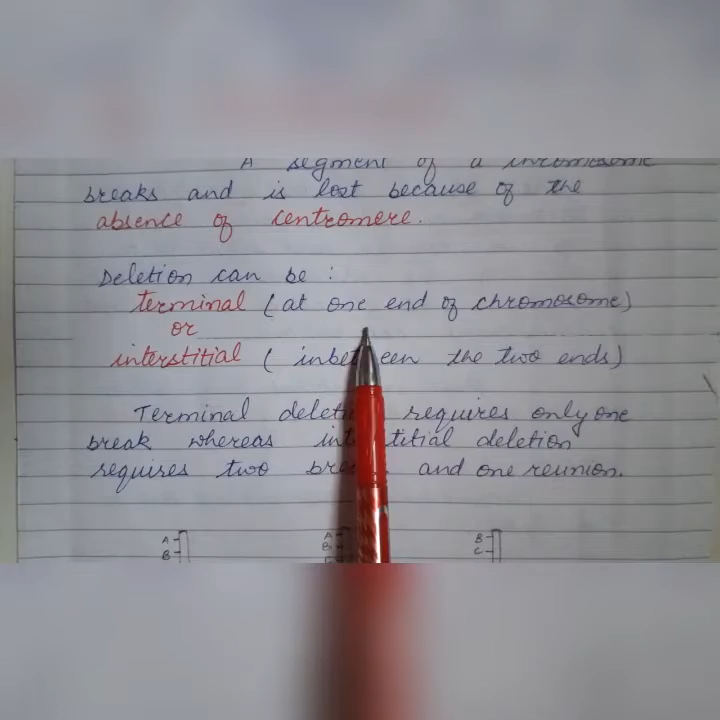 A segment of a chromosome
breaks and is lost because of the
absence of centromere.
Deletion can be :
terminal (at one end of chromosome)
or
interstitial ( inbetween the two ends)
Terminal requires only one
break whereas deletion
requires two and one reunion.
A A B
B B C